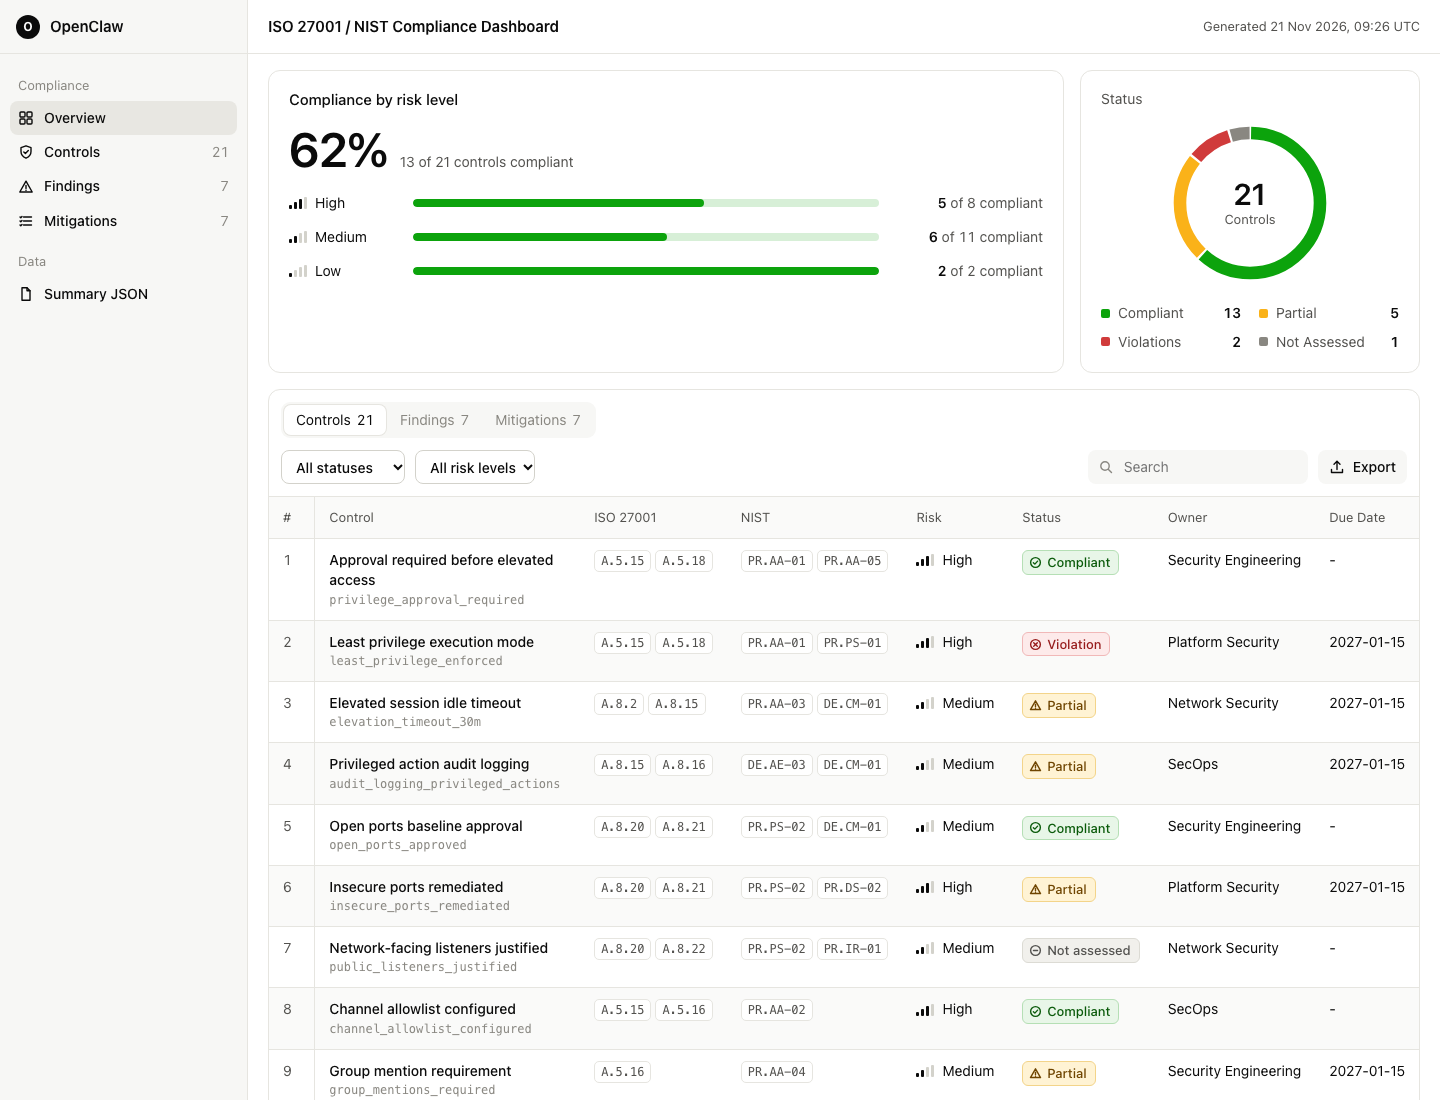 O OpenClaw
ISO 27001 / NIST Compliance Dashboard
Generated 21 Nov 2026, 09:26 UTC
Compliance
Overview
Controls 21
Findings 7
Mitigations 7
Data
Summary JSON
Compliance by risk level
62% 13 of 21 controls compliant
High 5 of 8 compliant
Medium 6 of 11 compliant
Low 2 of 2 compliant
Status
21
Controls
Compliant 13 Partial 5
Violations 2 Not Assessed 1
Controls 21 Findings 7 Mitigations 7
All statuses All risk levels Search Export
# Control ISO 27001 NIST Risk Status Owner Due Date
1 Approval required before elevated A.5.15 A.5.18 PR.AA-01 PR.AA-05 High Compliant Security Engineering -
access
privilege_approval_required
2 Least privilege execution mode A.5.15 A.5.18 PR.AA-01 PR.PS-01 High Violation Platform Security 2027-01-15
least_privilege_enforced
3 Elevated session idle timeout A.8.2 A.8.15 PR.AA-03 DE.CM-01 Medium Partial Network Security 2027-01-15
elevation_timeout_30m
4 Privileged action audit logging A.8.15 A.8.16 DE.AE-03 DE.CM-01 Medium Partial SecOps 2027-01-15
audit_logging_privileged_actions
5 Open ports baseline approval A.8.20 A.8.21 PR.PS-02 DE.CM-01 Medium Compliant Security Engineering -
open_ports_approved
6 Insecure ports remediated A.8.20 A.8.21 PR.PS-02 PR.DS-02 High Partial Platform Security 2027-01-15
insecure_ports_remediated
7 Network-facing listeners justified A.8.20 A.8.22 PR.PS-02 PR.IR-01 Medium Not assessed Network Security -
public_listeners_justified
8 Channel allowlist configured A.5.15 A.5.16 PR.AA-02 High Compliant SecOps -
channel_allowlist_configured
9 Group mention requirement A.5.16 PR.AA-04 Medium Partial Security Engineering 2027-01-15
group_mentions_required